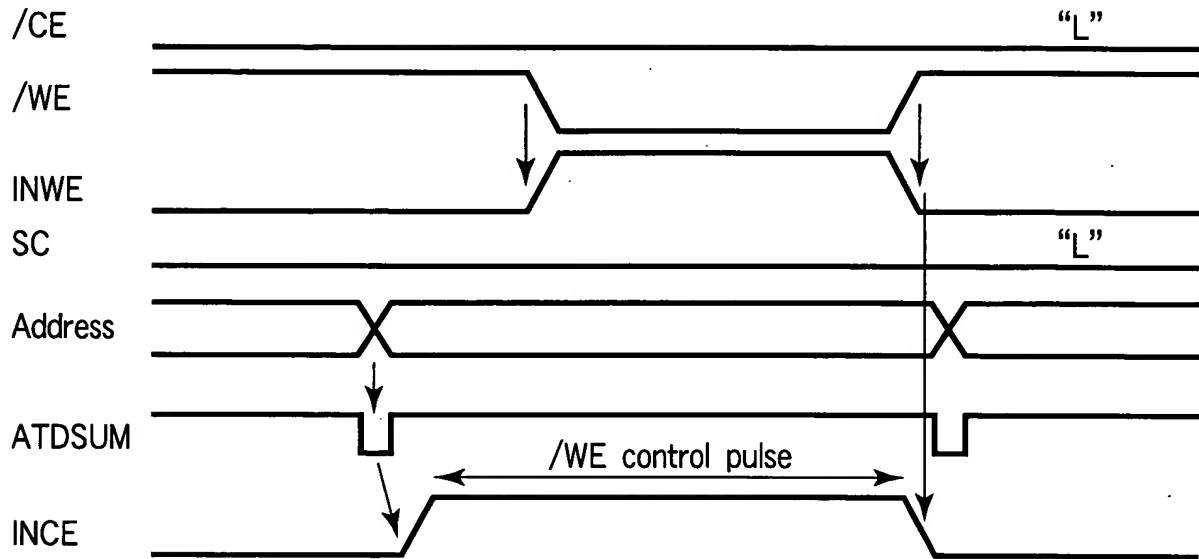 /CE
“L”
/WE
INWE
SC
“L”
Address
ATDSUM
/WE control pulse
INCE